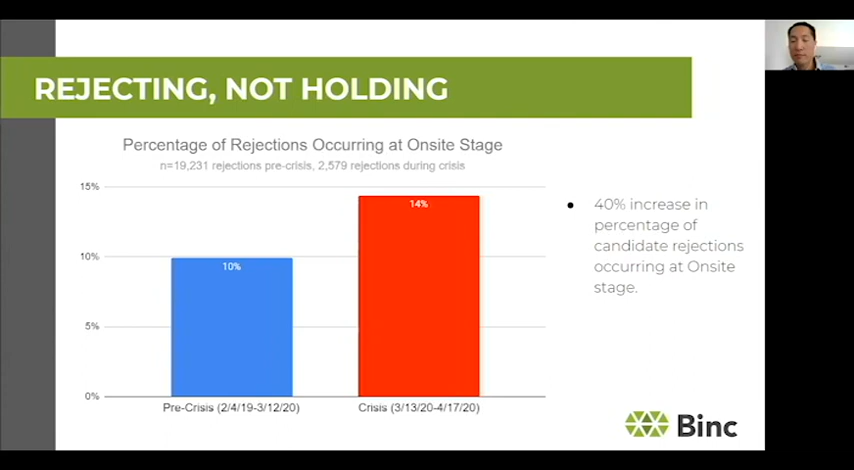 REJECTING, NOT HOLDING
Percentage of Rejections Occurring at Onsite Stage
n=19,231 rejections pre-crisis, 2,579 rejections during crisis
15%
10%
5%
0%
10%
14%
Pre-Crisis (2/4/19-3/12/20)
Crisis (3/13/20-4/17/20)
• 40% increase in
percentage of
candidate rejections
occurring at Onsite
stage.
Binc